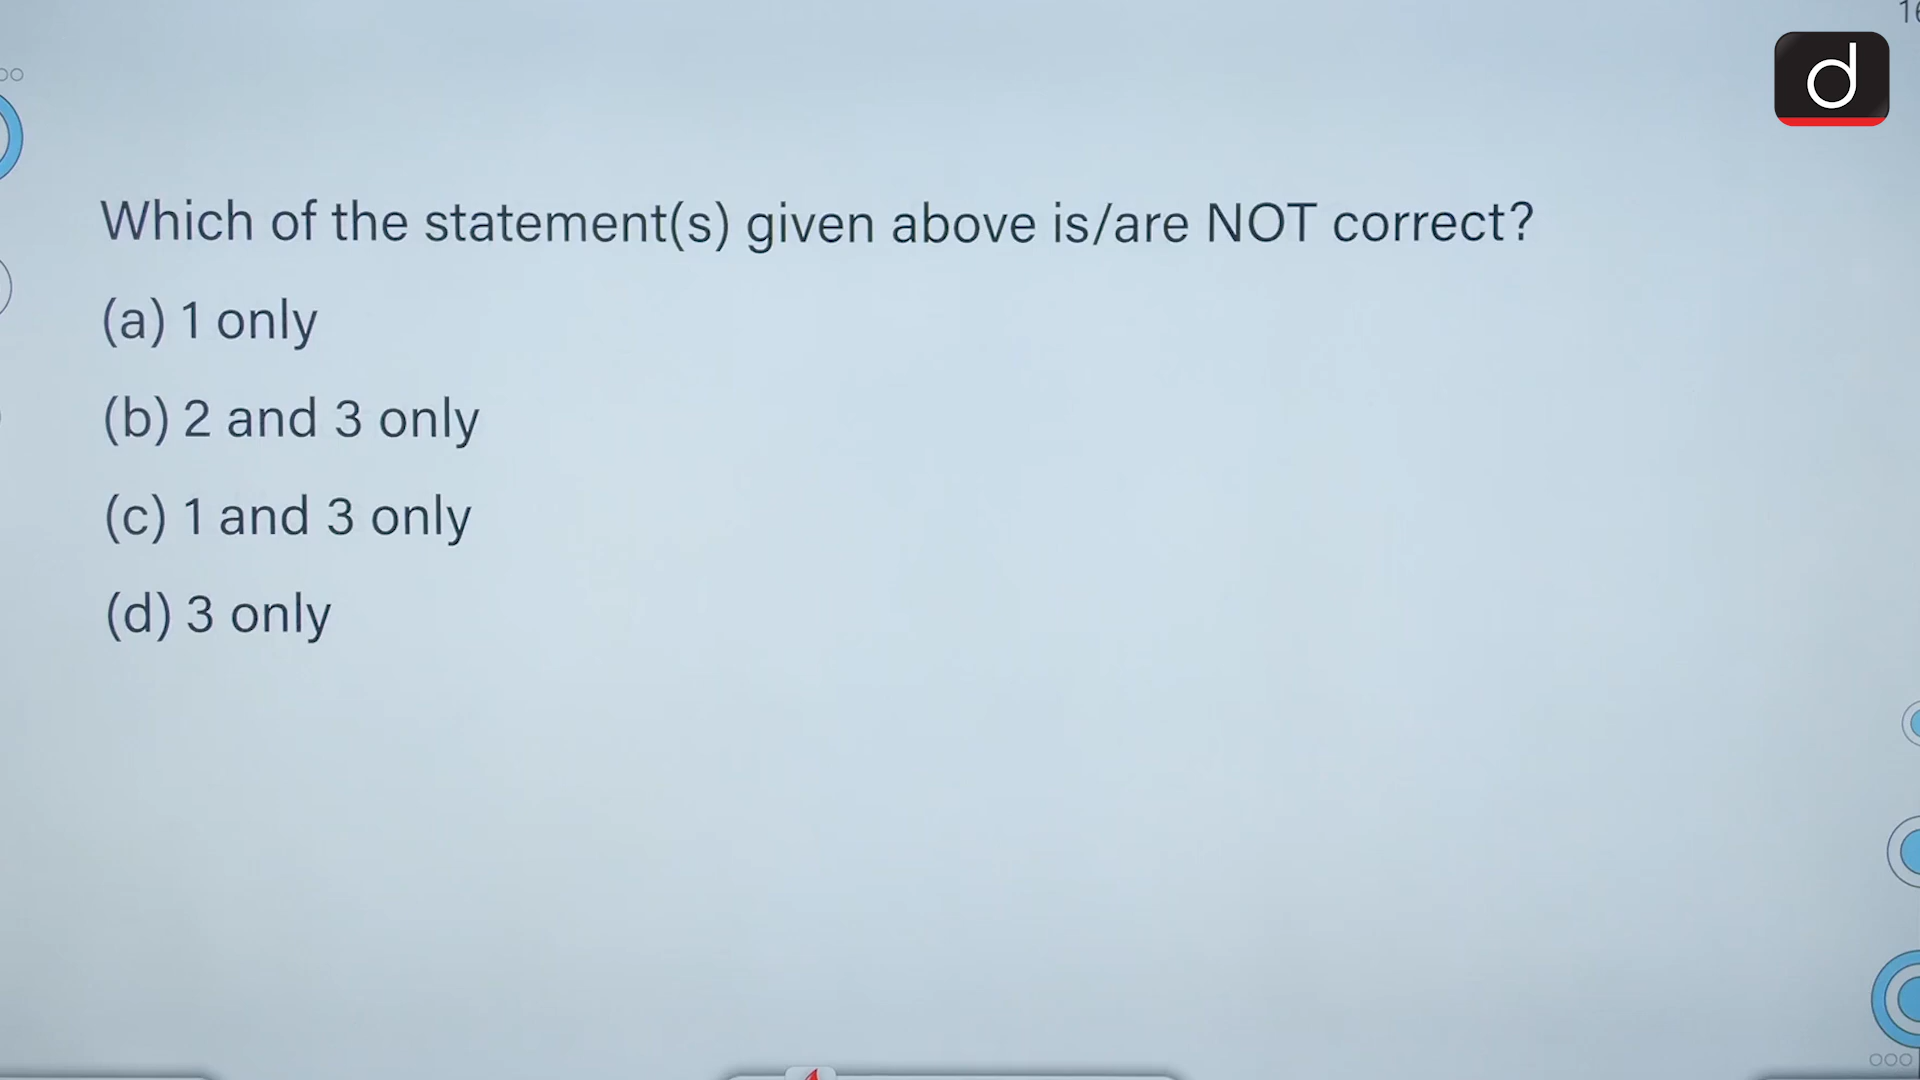 Which of the statement(s) given above is/are NOT correct?
(a) 1 only
(b) 2 and 3 only
(c) 1 and 3 only
(d) 3 only